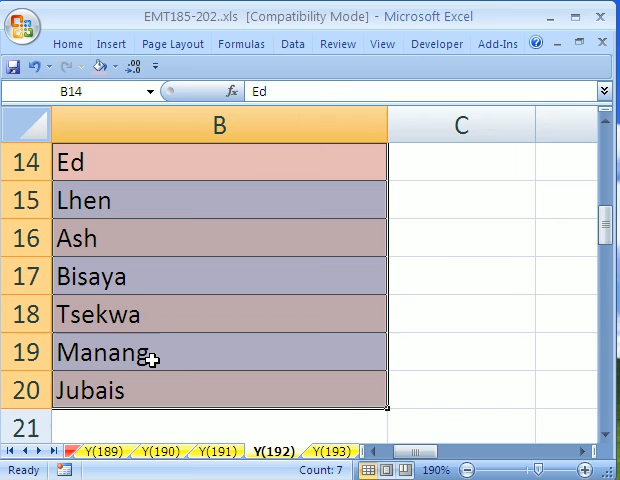 EMT185-202..xls [Compatibility Mode] - Microsoft Excel
Home Insert Page Layout Formulas Data Review View Developer Add-Ins
B14 fx Ed
B C
14 Ed
15 Lhen
16 Ash
17 Bisaya
18 Tsekwa
19 Manang
20 Jubais
21
Y(189) Y(190) Y(191) Y(192) Y(193)
Ready Count: 7 190%